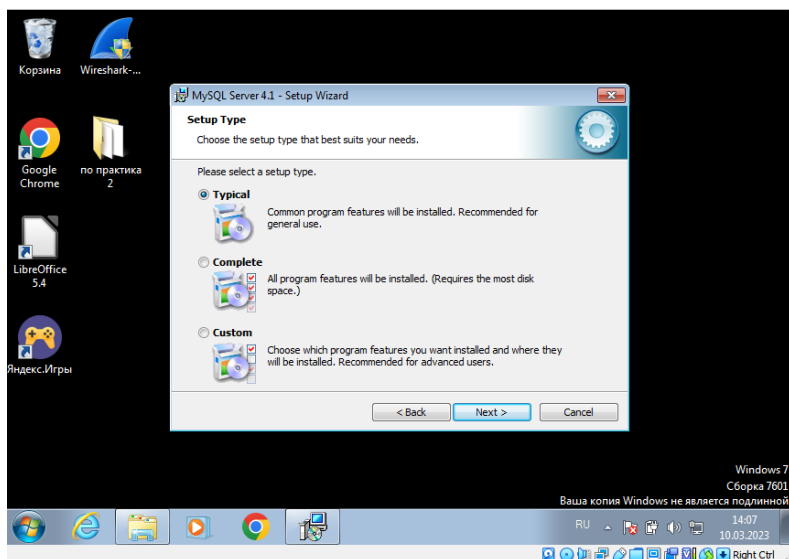 Корзина
Wireshark-...
Google
Chrome
по практика
2
LibreOffice
5.4
Яндекс.Игры
MySQL Server 4.1 - Setup Wizard
Setup Type
Choose the setup type that best suits your needs.
Please select a setup type.
Typical
Common program features will be installed. Recommended for
general use.
Complete
All program features will be installed. (Requires the most disk
space.)
Custom
Choose which program features you want installed and where they
will be installed. Recommended for advanced users.
< Back
Next >
Cancel
Windows 7
Сборка 7601
Ваша копия Windows не является подлинной
RU
14:07
10.03.2023
Right Ctrl